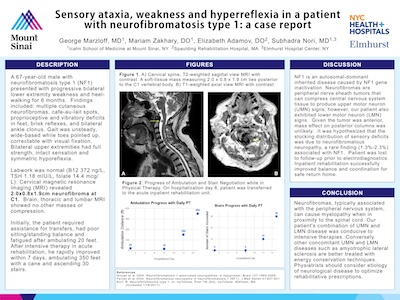 Sensory ataxia, weakness and hyperreflexia in a patient
with neurofibromatosis type 1: a case report
George Marzloff, MD¹, Mariam Zakhary, DO¹, Elizabeth Adamov, DO², Subhadra Nori, MD¹·³
¹Icahn School of Medicine at Mount Sinai, NY ²Spaulding Rehabilitation Hospital, MA ³Elmhurst Hospital Center, NY
Mount
Sinai
NYC
HEALTH+
HOSPITALS
Elmhurst
DESCRIPTION
A 67-year-old male with
neurofibromatosis type 1 (NF1)
presented with progressive bilateral
lower extremity weakness and heel-
walking for 6 months. Findings
included: multiple cutaneous
neurofibromas, café-au-lait spots,
proprioceptive and vibratory deficits
in feet, brisk reflexes, and bilateral
ankle clonus. Gait was unsteady,
wide-based while toes pointed up,
correctable with visual fixation.
Bilateral upper extremities had full
strength, intact sensation and
symmetric hyporeflexia.
Labwork was normal (B12 372 ng/L,
TSH 1.18 mIU/L, folate 14.4 mcg/
L). Cervical magnetic resonance
imaging (MRI) revealed
2.0x0.8x1.9cm neurofibroma at
C1. Brain, thoracic and lumbar MRI
showed no other masses or
compression.
Initially, the patient required
assistance for transfers, had poor
sitting/standing balance and
fatigued after ambulating 20 feet.
After intensive therapy in acute
rehabilitation, he rapidly improved
within 7 days, ambulating 350 feet
with a cane and ascending 30
stairs.
FIGURES
Figure 1. A) Cervical spine, T2-weighted sagittal view MRI with
contrast: A soft-tissue mass measuring 2.0 x 0.8 x 1.9 cm lies posterior
to the C1 vertebral body. B) T1-weighted axial view MRI with contrast
A
B
Figure 2. Progress of Ambulation and Stair Negotiation while in
Physical Therapy. On hospitalization day 6, patient was transferred to
the acute inpatient rehabilitation unit.
Ambulation Progress with Daily PT
Stairs Progress with Daily PT
References
DISCUSSION
NF1 is an autosomal-dominant
inherited disease caused by NF1 gene
inactivation. Neurofibromas are
peripheral nerve sheath tumors that
can compress central nervous system
tissue to produce upper motor neuron
(UMN) signs; however, our patient
also exhibited lower motor neuron
(LMN) signs. Given the tumor was
anterior, mass effect on posterior
columns was unlikely. It was
hypothesized that the striking
distribution of sensory deficits was
due to neurofibromatous neuropathy,
a rare finding (1.3%-2.3%)
associated with NF1. Patient was lost
to follow-up prior to electrodiagnostics
Inpatient rehabilitation successfully
improved balance and coordination for
safe return home.
CONCLUSION
Neurofibromas, typically associated
with the peripheral nervous system,
can cause myelopathy when in
proximity to the spinal cord. Our
patient's combination of UMN and
LMN disease was conducive to
intensive therapies. Conversely,
other concomitant UMN and LMN
diseases such as amyotrophic lateral
sclerosis are better treated with
energy conservation techniques.
Physiatrists should consider etiology
of neurological disease to optimize
rehabilitative prescriptions.